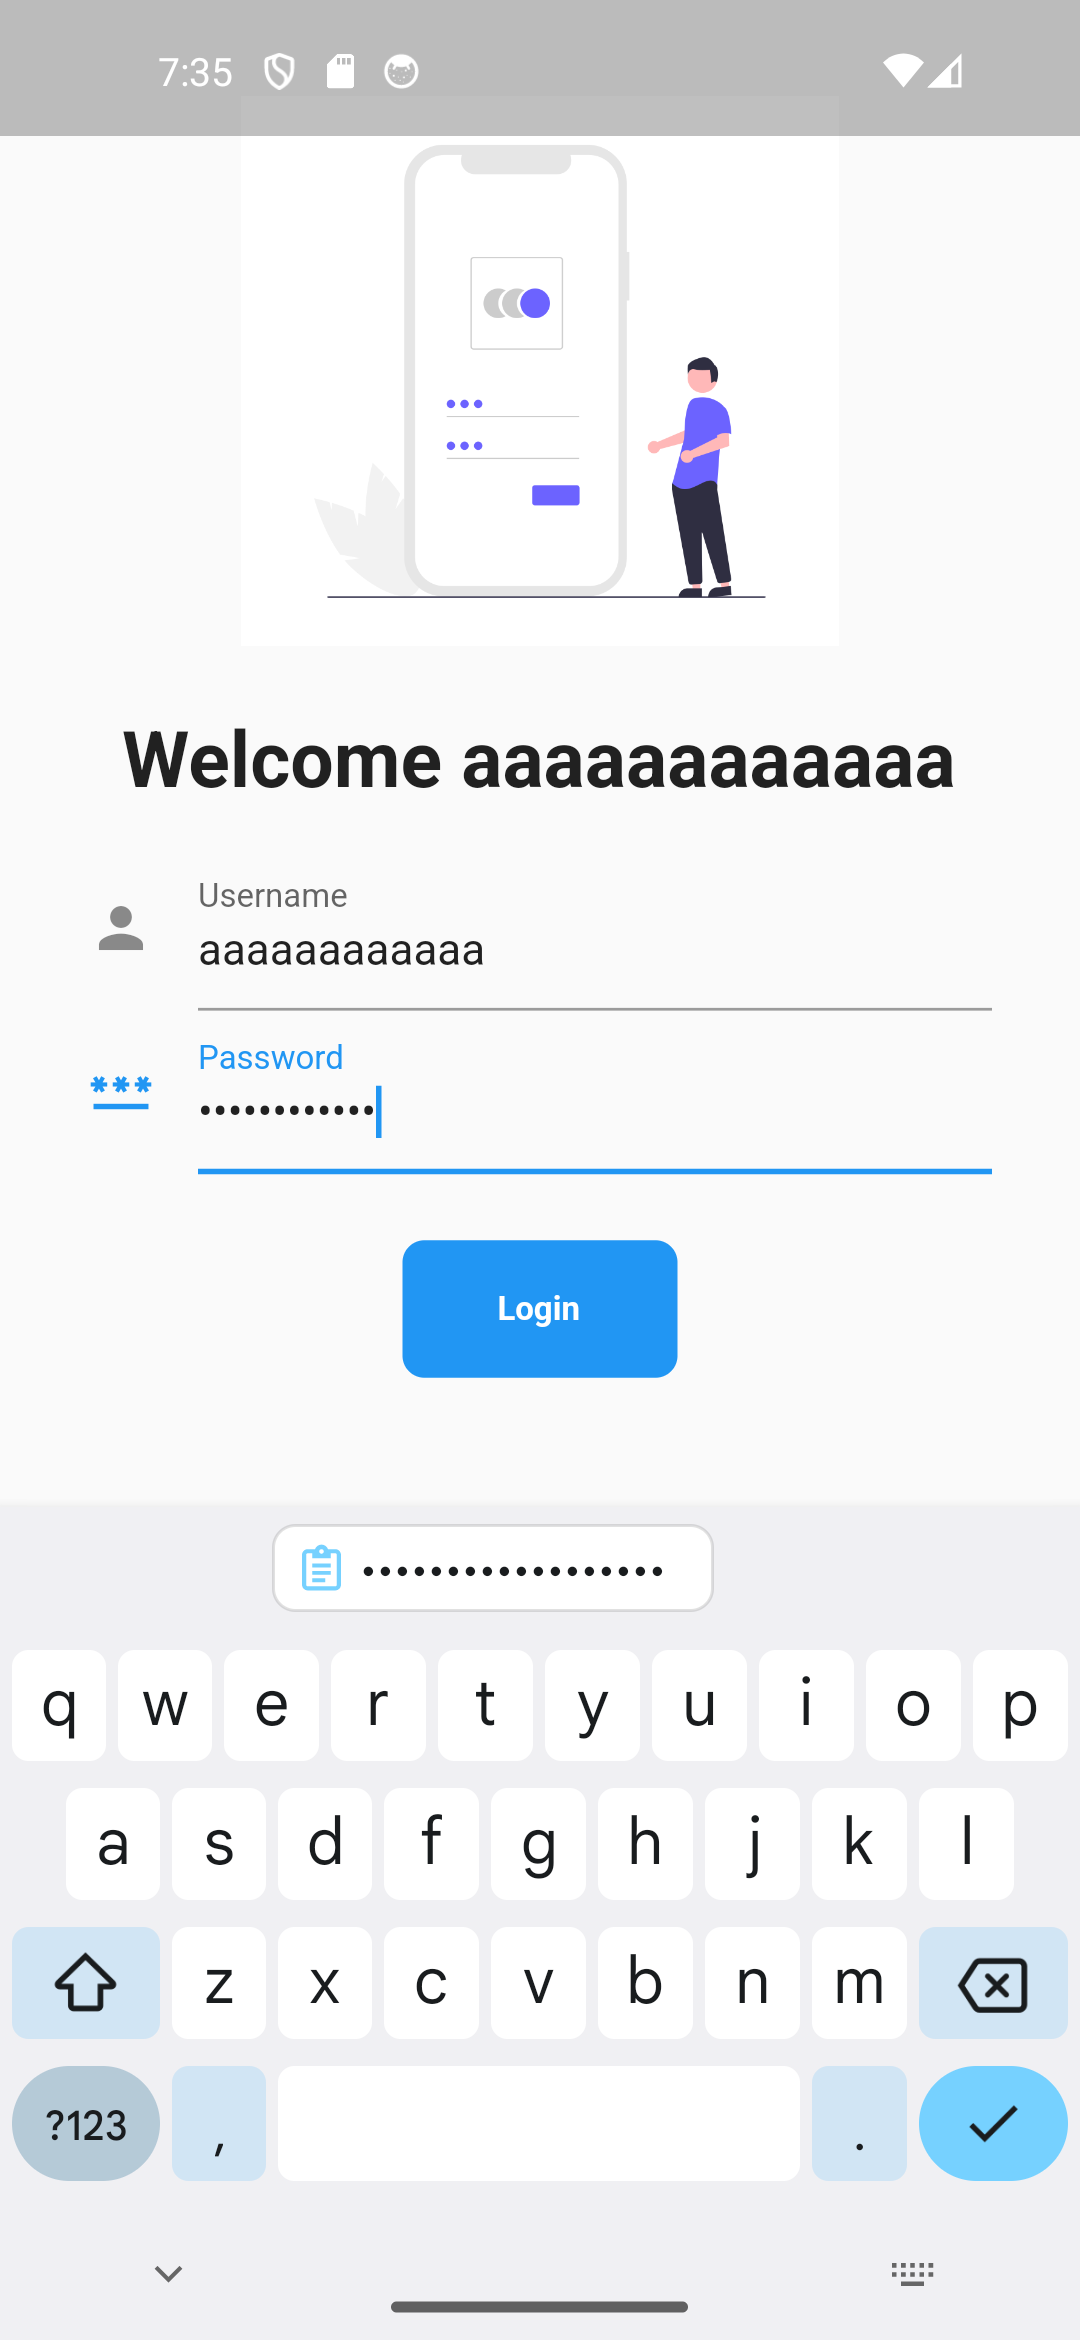 7:35
Welcome aaaaaaaaaaaa
Username
aaaaaaaaaaaa
Password
••••••••••••
Login
••••••••••••••••••
q w e r t y u i o p
a s d f g h j k l
z x c v b n m
?123 , .